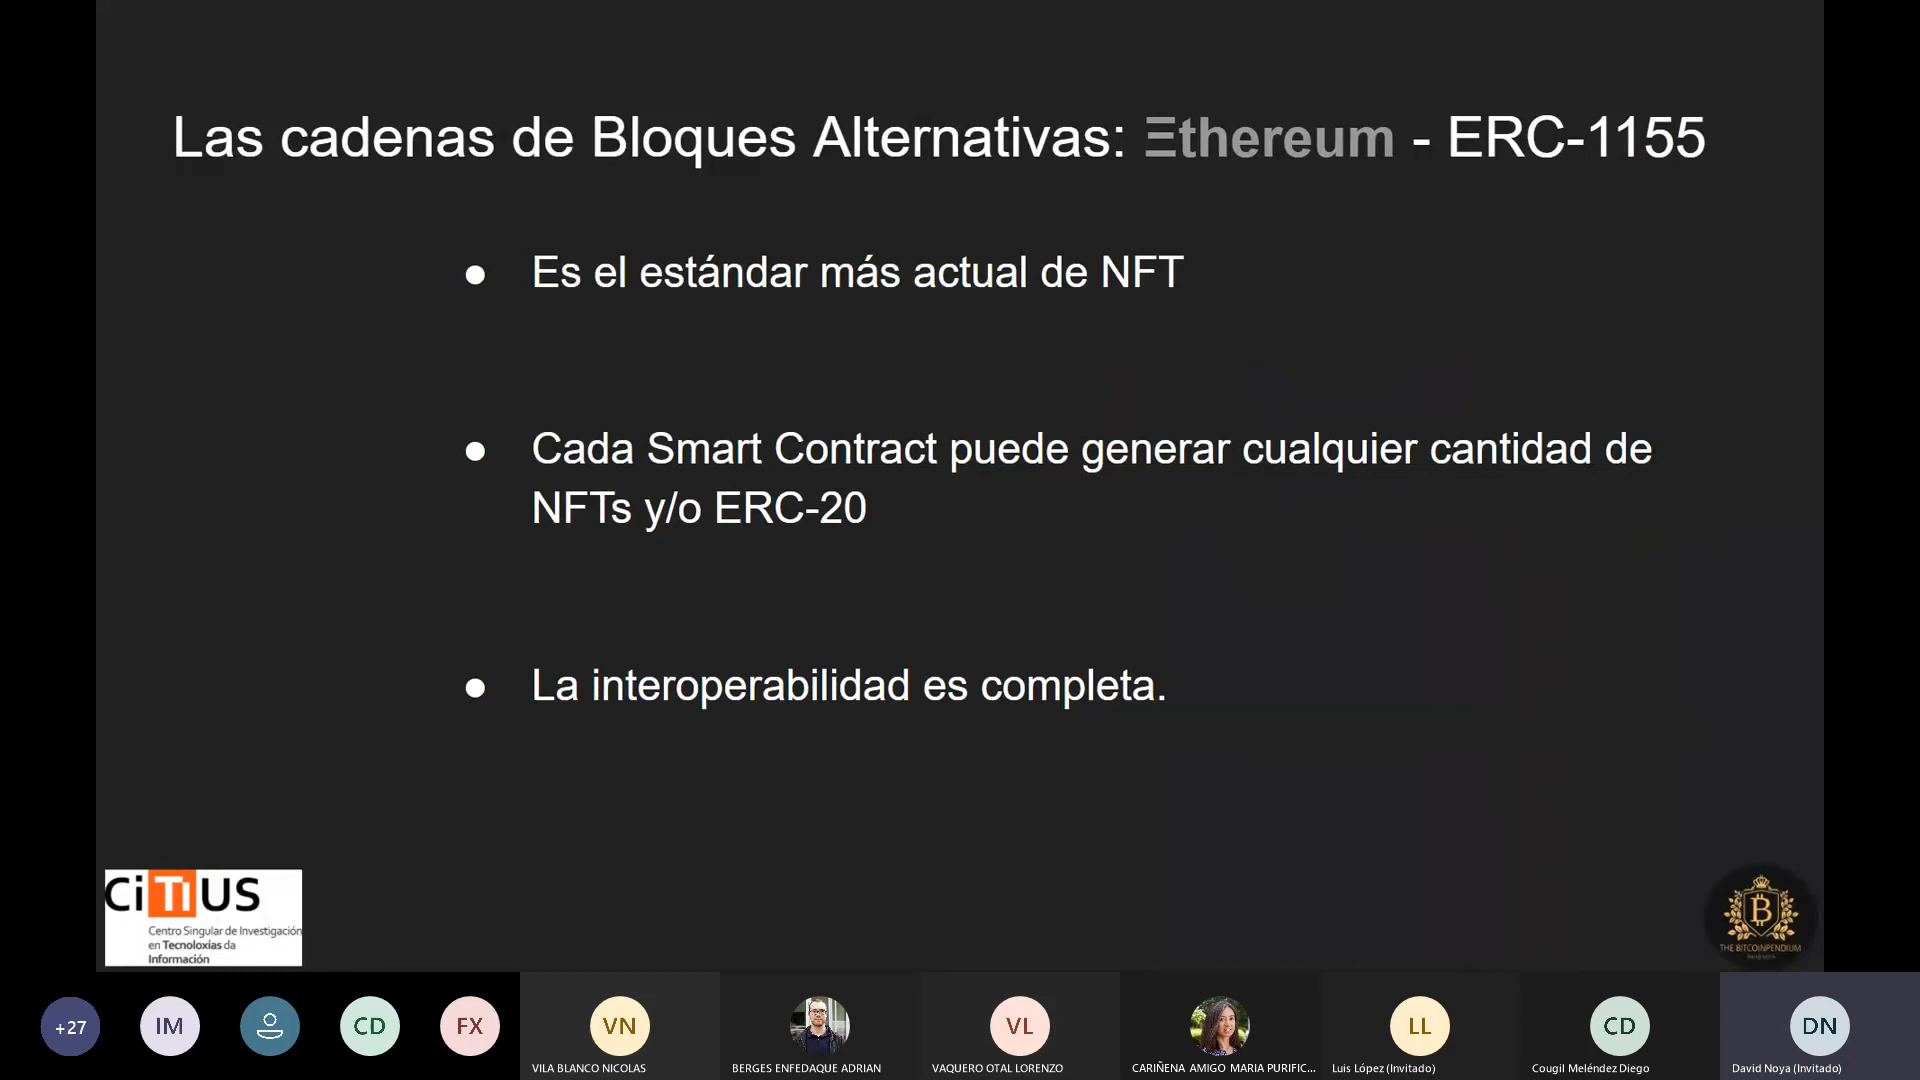 Las cadenas de Bloques Alternativas: Ξthereum - ERC-1155
● Es el estándar más actual de NFT
● Cada Smart Contract puede generar cualquier cantidad de
NFTs y/o ERC-20
● La interoperabilidad es completa.
CiTIUS
Centro Singular de Investigación
en Tecnoloxías da
Información
B
THE BITCOINPENDIUM
+27
IM
CD
FX
VN
VL
LL
CD
DN
VILA BLANCO NICOLAS
BERGES ENFEDAQUE ADRIAN
VAQUERO OTAL LORENZO
CARIÑENA AMIGO MARIA PURIFIC...
Luis López (Invitado)
Cougil Meléndez Diego
David Noya (Invitado)